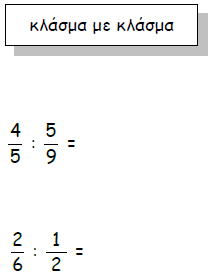 κλάσμα με κλάσμα
4/5 : 5/9 =
2/6 : 1/2 =